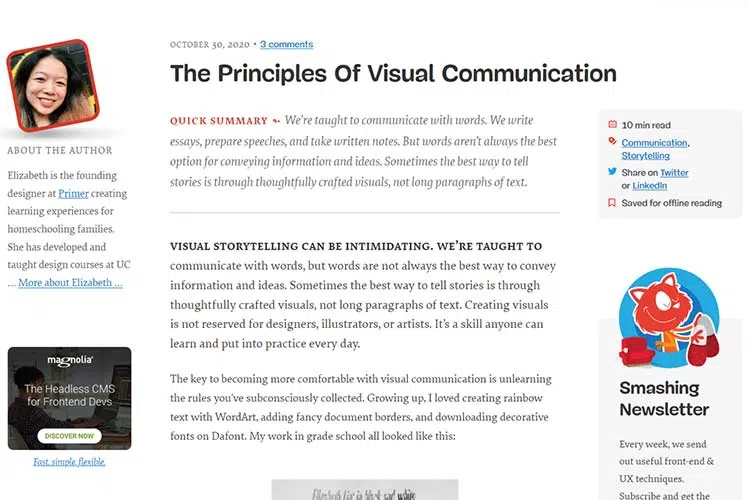 OCTOBER 30, 2020 • 3 comments
The Principles Of Visual Communication
ABOUT THE AUTHOR
Elizabeth is the founding
designer at Primer creating
learning experiences for
homeschooling families.
She has developed and
taught design courses at UC
... More about Elizabeth ...
magnolia®
The Headless CMS
for Frontend Devs
DISCOVER NOW
Fast, simple, flexible.
QUICK SUMMARY ↬ We're taught to communicate with words. We write
essays, prepare speeches, and take written notes. But words aren't always the best
option for conveying information and ideas. Sometimes the best way to tell
stories is through thoughtfully crafted visuals, not long paragraphs of text.
VISUAL STORYTELLING CAN BE INTIMIDATING. WE'RE TAUGHT TO
communicate with words, but words are not always the best way to convey
information and ideas. Sometimes the best way to tell stories is through
thoughtfully crafted visuals, not long paragraphs of text. Creating visuals
is not reserved for designers, illustrators, or artists. It's a skill anyone can
learn and put into practice every day.
The key to becoming more comfortable with visual communication is unlearning
the rules you've subconsciously collected. Growing up, I loved creating rainbow
text with WordArt, adding fancy document borders, and downloading decorative
fonts on Dafont. My work in grade school all looked like this:
10 min read
Communication,
Storytelling
Share on Twitter
or LinkedIn
Saved for offline reading
Smashing
Newsletter
Every week, we send
out useful front-end &
UX techniques.
Subscribe and get the